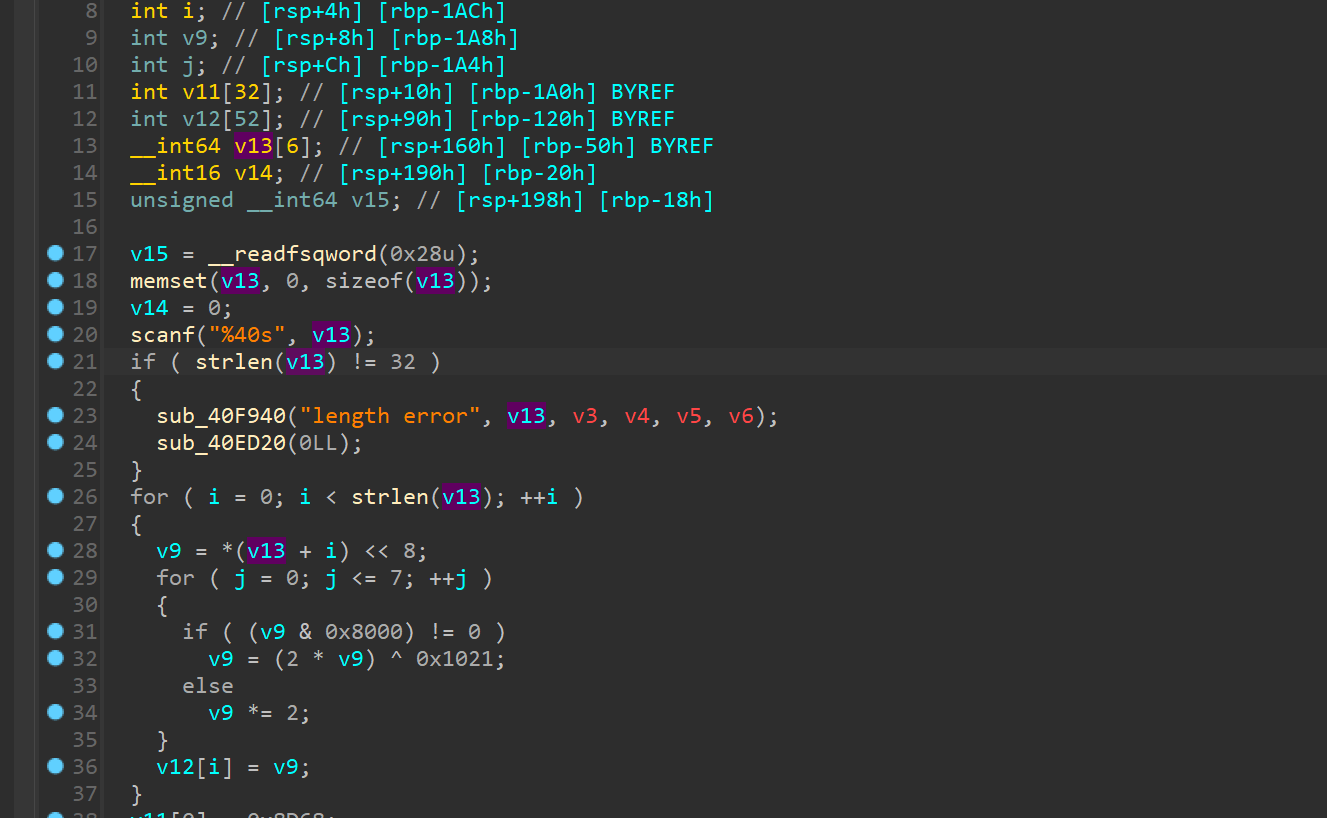 8 int i; // [rsp+4h] [rbp-1ACh]
9 int v9; // [rsp+8h] [rbp-1A8h]
10 int j; // [rsp+Ch] [rbp-1A4h]
11 int v11[32]; // [rsp+10h] [rbp-1A0h] BYREF
12 int v12[52]; // [rsp+90h] [rbp-120h] BYREF
13 __int64 v13[6]; // [rsp+160h] [rbp-50h] BYREF
14 __int16 v14; // [rsp+190h] [rbp-20h]
15 unsigned __int64 v15; // [rsp+198h] [rbp-18h]
16
17 v15 = __readfsqword(0x28u);
18 memset(v13, 0, sizeof(v13));
19 v14 = 0;
20 scanf("%40s", v13);
21 if ( strlen(v13) != 32 )
22 {
23 sub_40F940("length error", v13, v3, v4, v5, v6);
24 sub_40ED20(0LL);
25 }
26 for ( i = 0; i < strlen(v13); ++i )
27 {
28 v9 = *(v13 + i) << 8;
29 for ( j = 0; j <= 7; ++j )
30 {
31 if ( (v9 & 0x8000) != 0 )
32 v9 = (2 * v9) ^ 0x1021;
33 else
34 v9 *= 2;
35 }
36 v12[i] = v9;
37 }